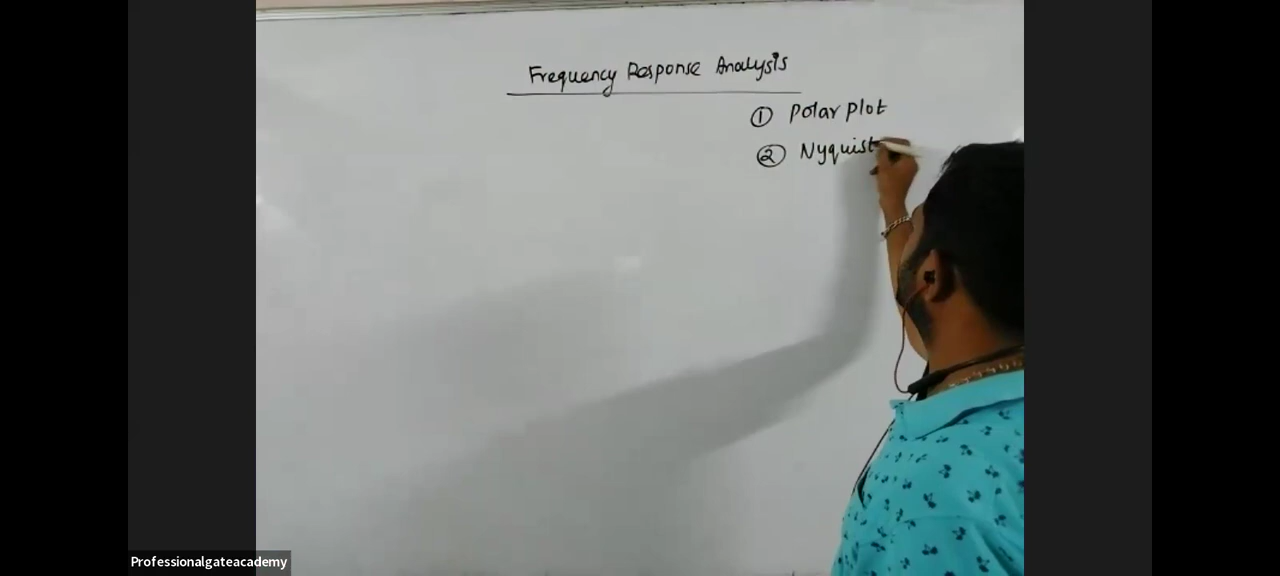 Frequency Response Analysis
① Polar plot
② Nyquist
Professionalgateacademy